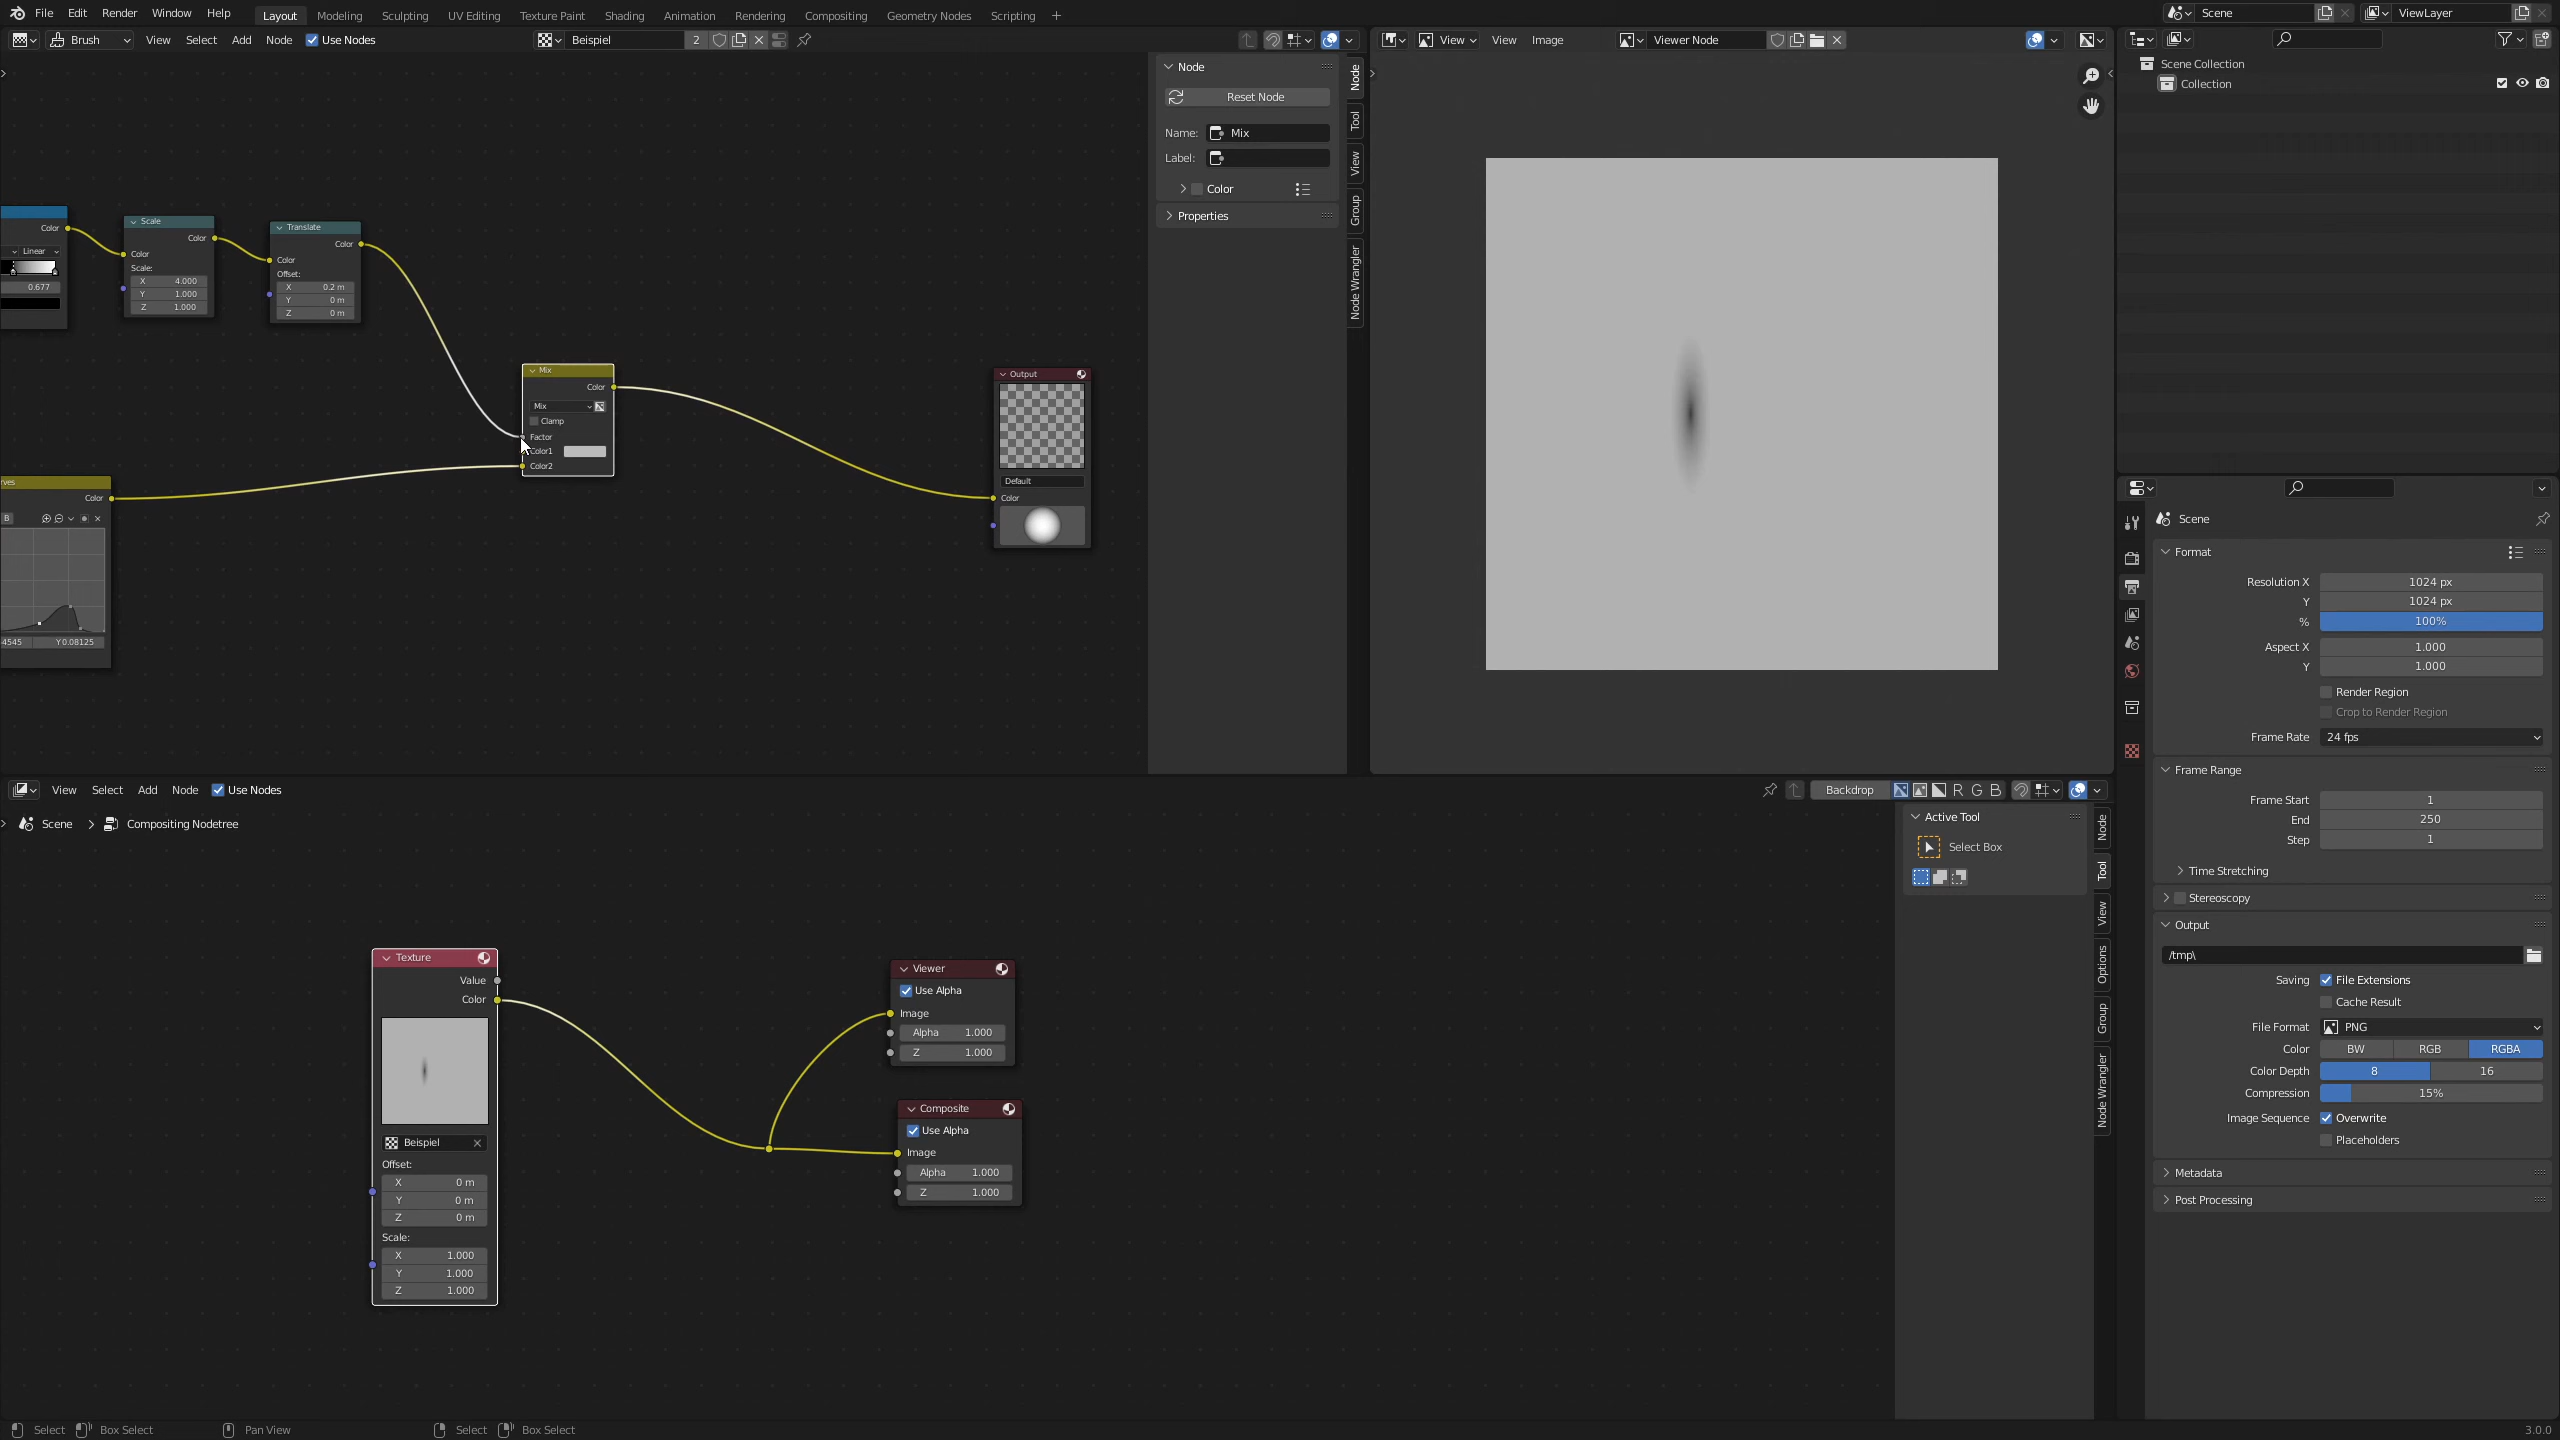 File Edit Render Window Help Layout Modeling Sculpting UV Editing Texture Paint Shading Animation Rendering Compositing Geometry Nodes Scripting + Scene ViewLayer
Brush View Select Add Node Use Nodes Beispiel 2
View View Image Viewer Node
Scene Collection
Collection
Node
Reset Node
Name: Mix
Label:
Color
Properties
Node
Tool
View
Group
Node Wrangler
Color
Linear
0.677
Scale
Color
Color
Scale:
X 4.000
Y 1.000
Z 1.000
Translate
Color
Color
Offset:
X 0.2 m
Y 0 m
Z 0 m
Mix
Color
Mix
Clamp
Factor
Color1
Color2
Output
Default
Color
rves
Color
B
4545 Y 0.08125
Scene
Format
Resolution X 1024 px
Y 1024 px
% 100%
Aspect X 1.000
Y 1.000
Render Region
Crop to Render Region
Frame Rate 24 fps
Frame Range
Frame Start 1
End 250
Step 1
Time Stretching
Stereoscopy
Output
/tmp\
Saving File Extensions
Cache Result
File Format PNG
Color BW RGB RGBA
Color Depth 8 16
Compression 15%
Image Sequence Overwrite
Placeholders
Metadata
Post Processing
View Select Add Node Use Nodes Backdrop R G B
Scene > Compositing Nodetree
Active Tool
Select Box
Node
Tool
View
Options
Group
Node Wrangler
Texture
Value
Color
Beispiel
Offset:
X 0 m
Y 0 m
Z 0 m
Scale:
X 1.000
Y 1.000
Z 1.000
Viewer
Use Alpha
Image
Alpha 1.000
Z 1.000
Composite
Use Alpha
Image
Alpha 1.000
Z 1.000
Select Box Select Pan View Select Box Select 3.0.0